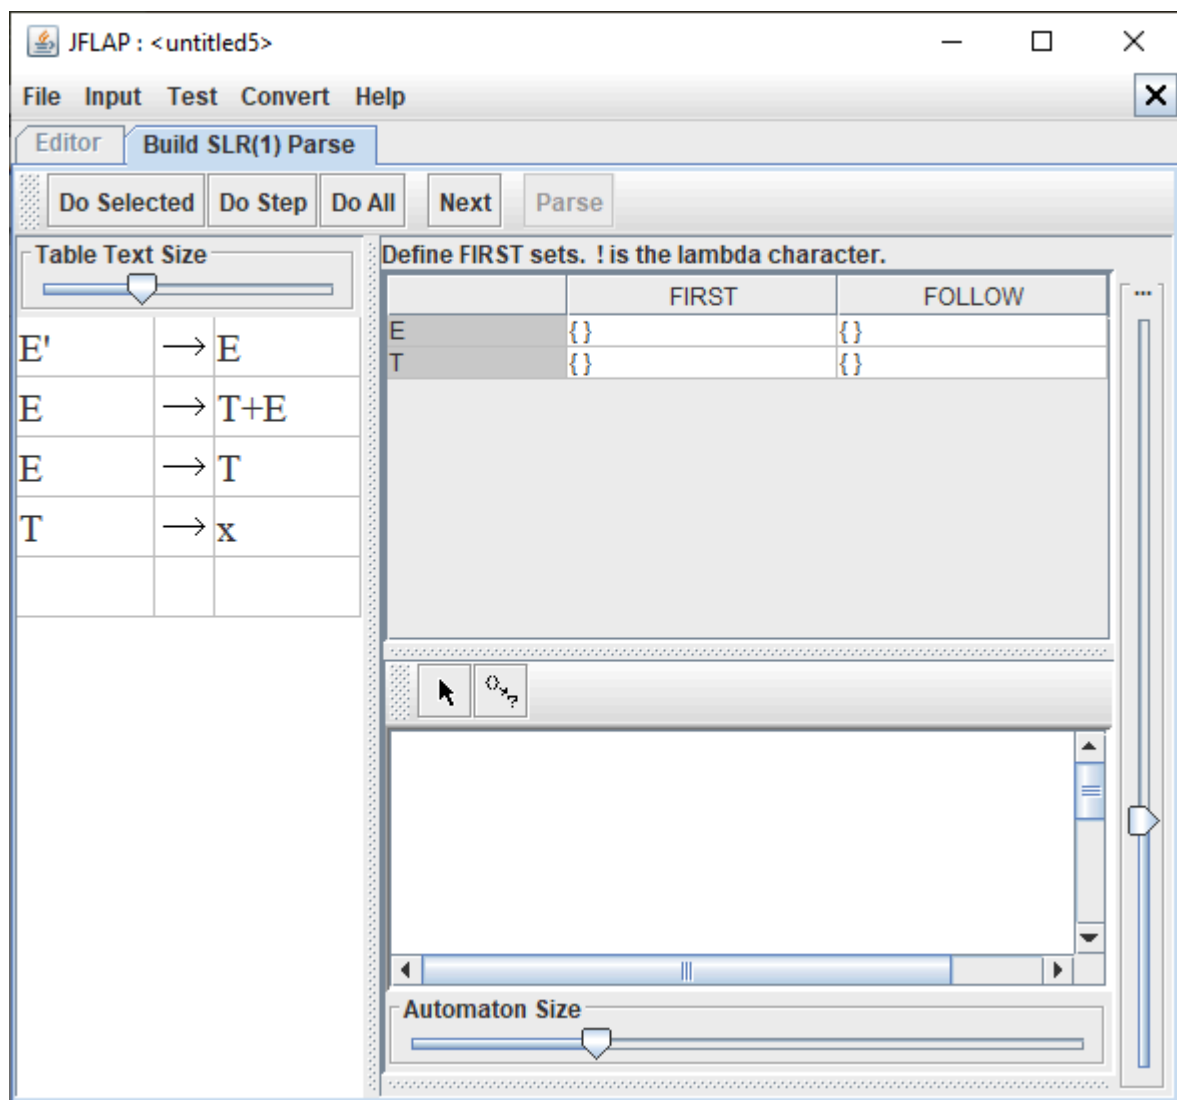 JFLAP : <untitled5>
File Input Test Convert Help
Editor Build SLR(1) Parse
Do Selected Do Step Do All Next Parse
Table Text Size
E' → E
E → T+E
E → T
T → x
Define FIRST sets. ! is the lambda character.
FIRST FOLLOW
E { } { }
T { } { }
...
Automaton Size